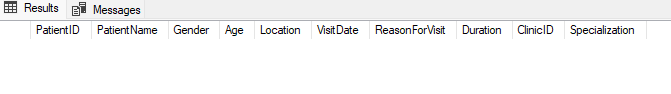 Results Messages
PatientID PatientName Gender Age Location VisitDate ReasonForVisit Duration ClinicID Specialization